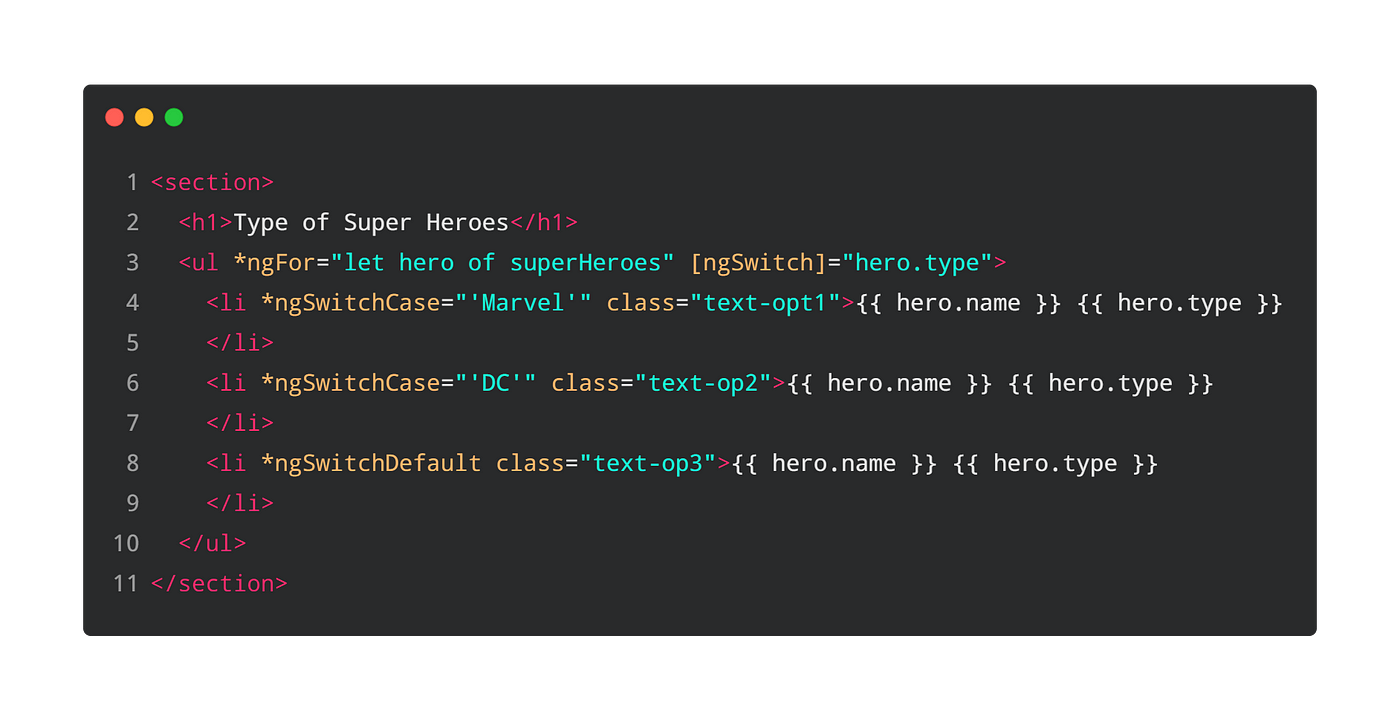 1 <section>
2   <h1>Type of Super Heroes</h1>
3   <ul *ngFor="let hero of superHeroes" [ngSwitch]="hero.type">
4     <li *ngSwitchCase="'Marvel'" class="text-opt1">{{ hero.name }} {{ hero.type }}
5     </li>
6     <li *ngSwitchCase="'DC'" class="text-op2">{{ hero.name }} {{ hero.type }}
7     </li>
8     <li *ngSwitchDefault class="text-op3">{{ hero.name }} {{ hero.type }}
9     </li>
10   </ul>
11 </section>